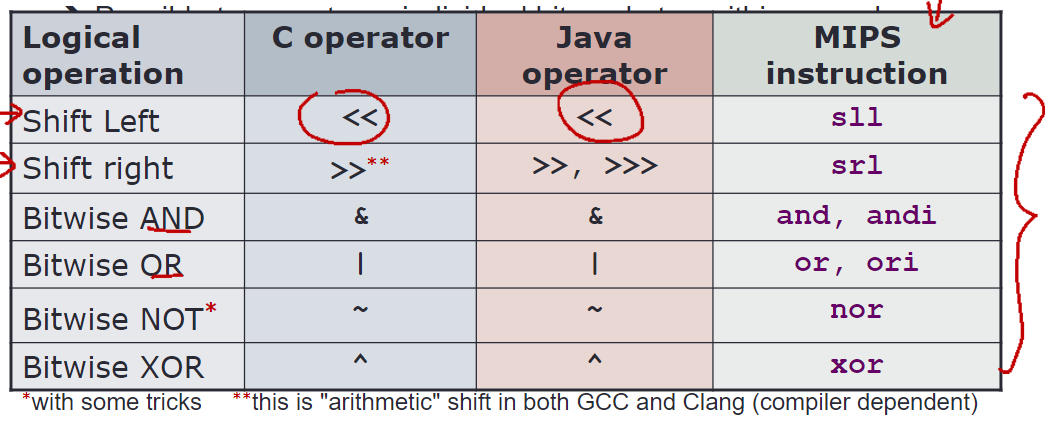 Logical operation C operator Java operator MIPS instruction
Shift Left << << sll
Shift right >>** >>, >>> srl
Bitwise AND & & and, andi
Bitwise OR | | or, ori
Bitwise NOT* ~ ~ nor
Bitwise XOR ^ ^ xor
*with some tricks **this is "arithmetic" shift in both GCC and Clang (compiler dependent)